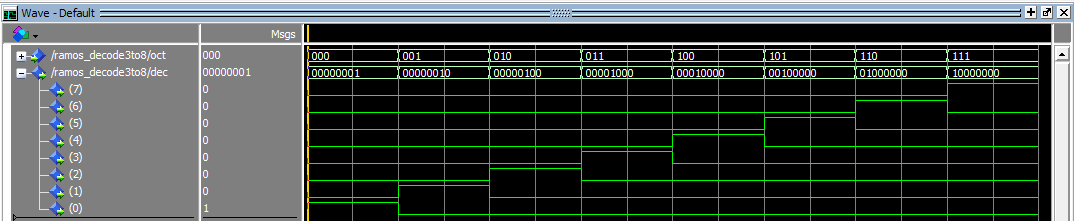 Wave - Default
Msgs
/ramos_decode3to8/oct 000 000 001 010 011 100 101 110 111
/ramos_decode3to8/dec 00000001 00000001 00000010 00000100 00001000 00010000 00100000 01000000 10000000
(7) 0
(6) 0
(5) 0
(4) 0
(3) 0
(2) 0
(1) 0
(0) 1